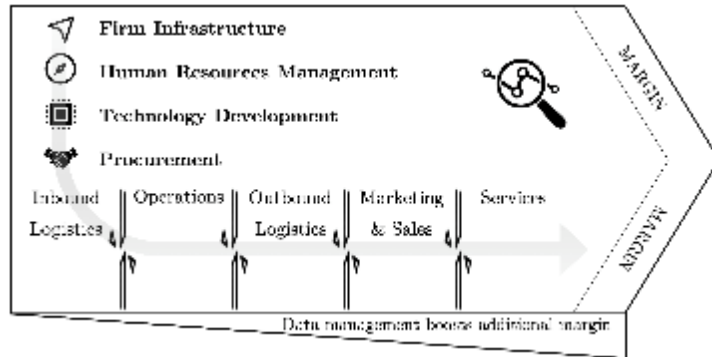 Firm Infrastructure
Human Resources Management
Technology Development
Procurement
MARGIN
Inbound Logistics
Operations
Outbound Logistics
Marketing & Sales
Services
MARGIN
Data management boosts additional margin